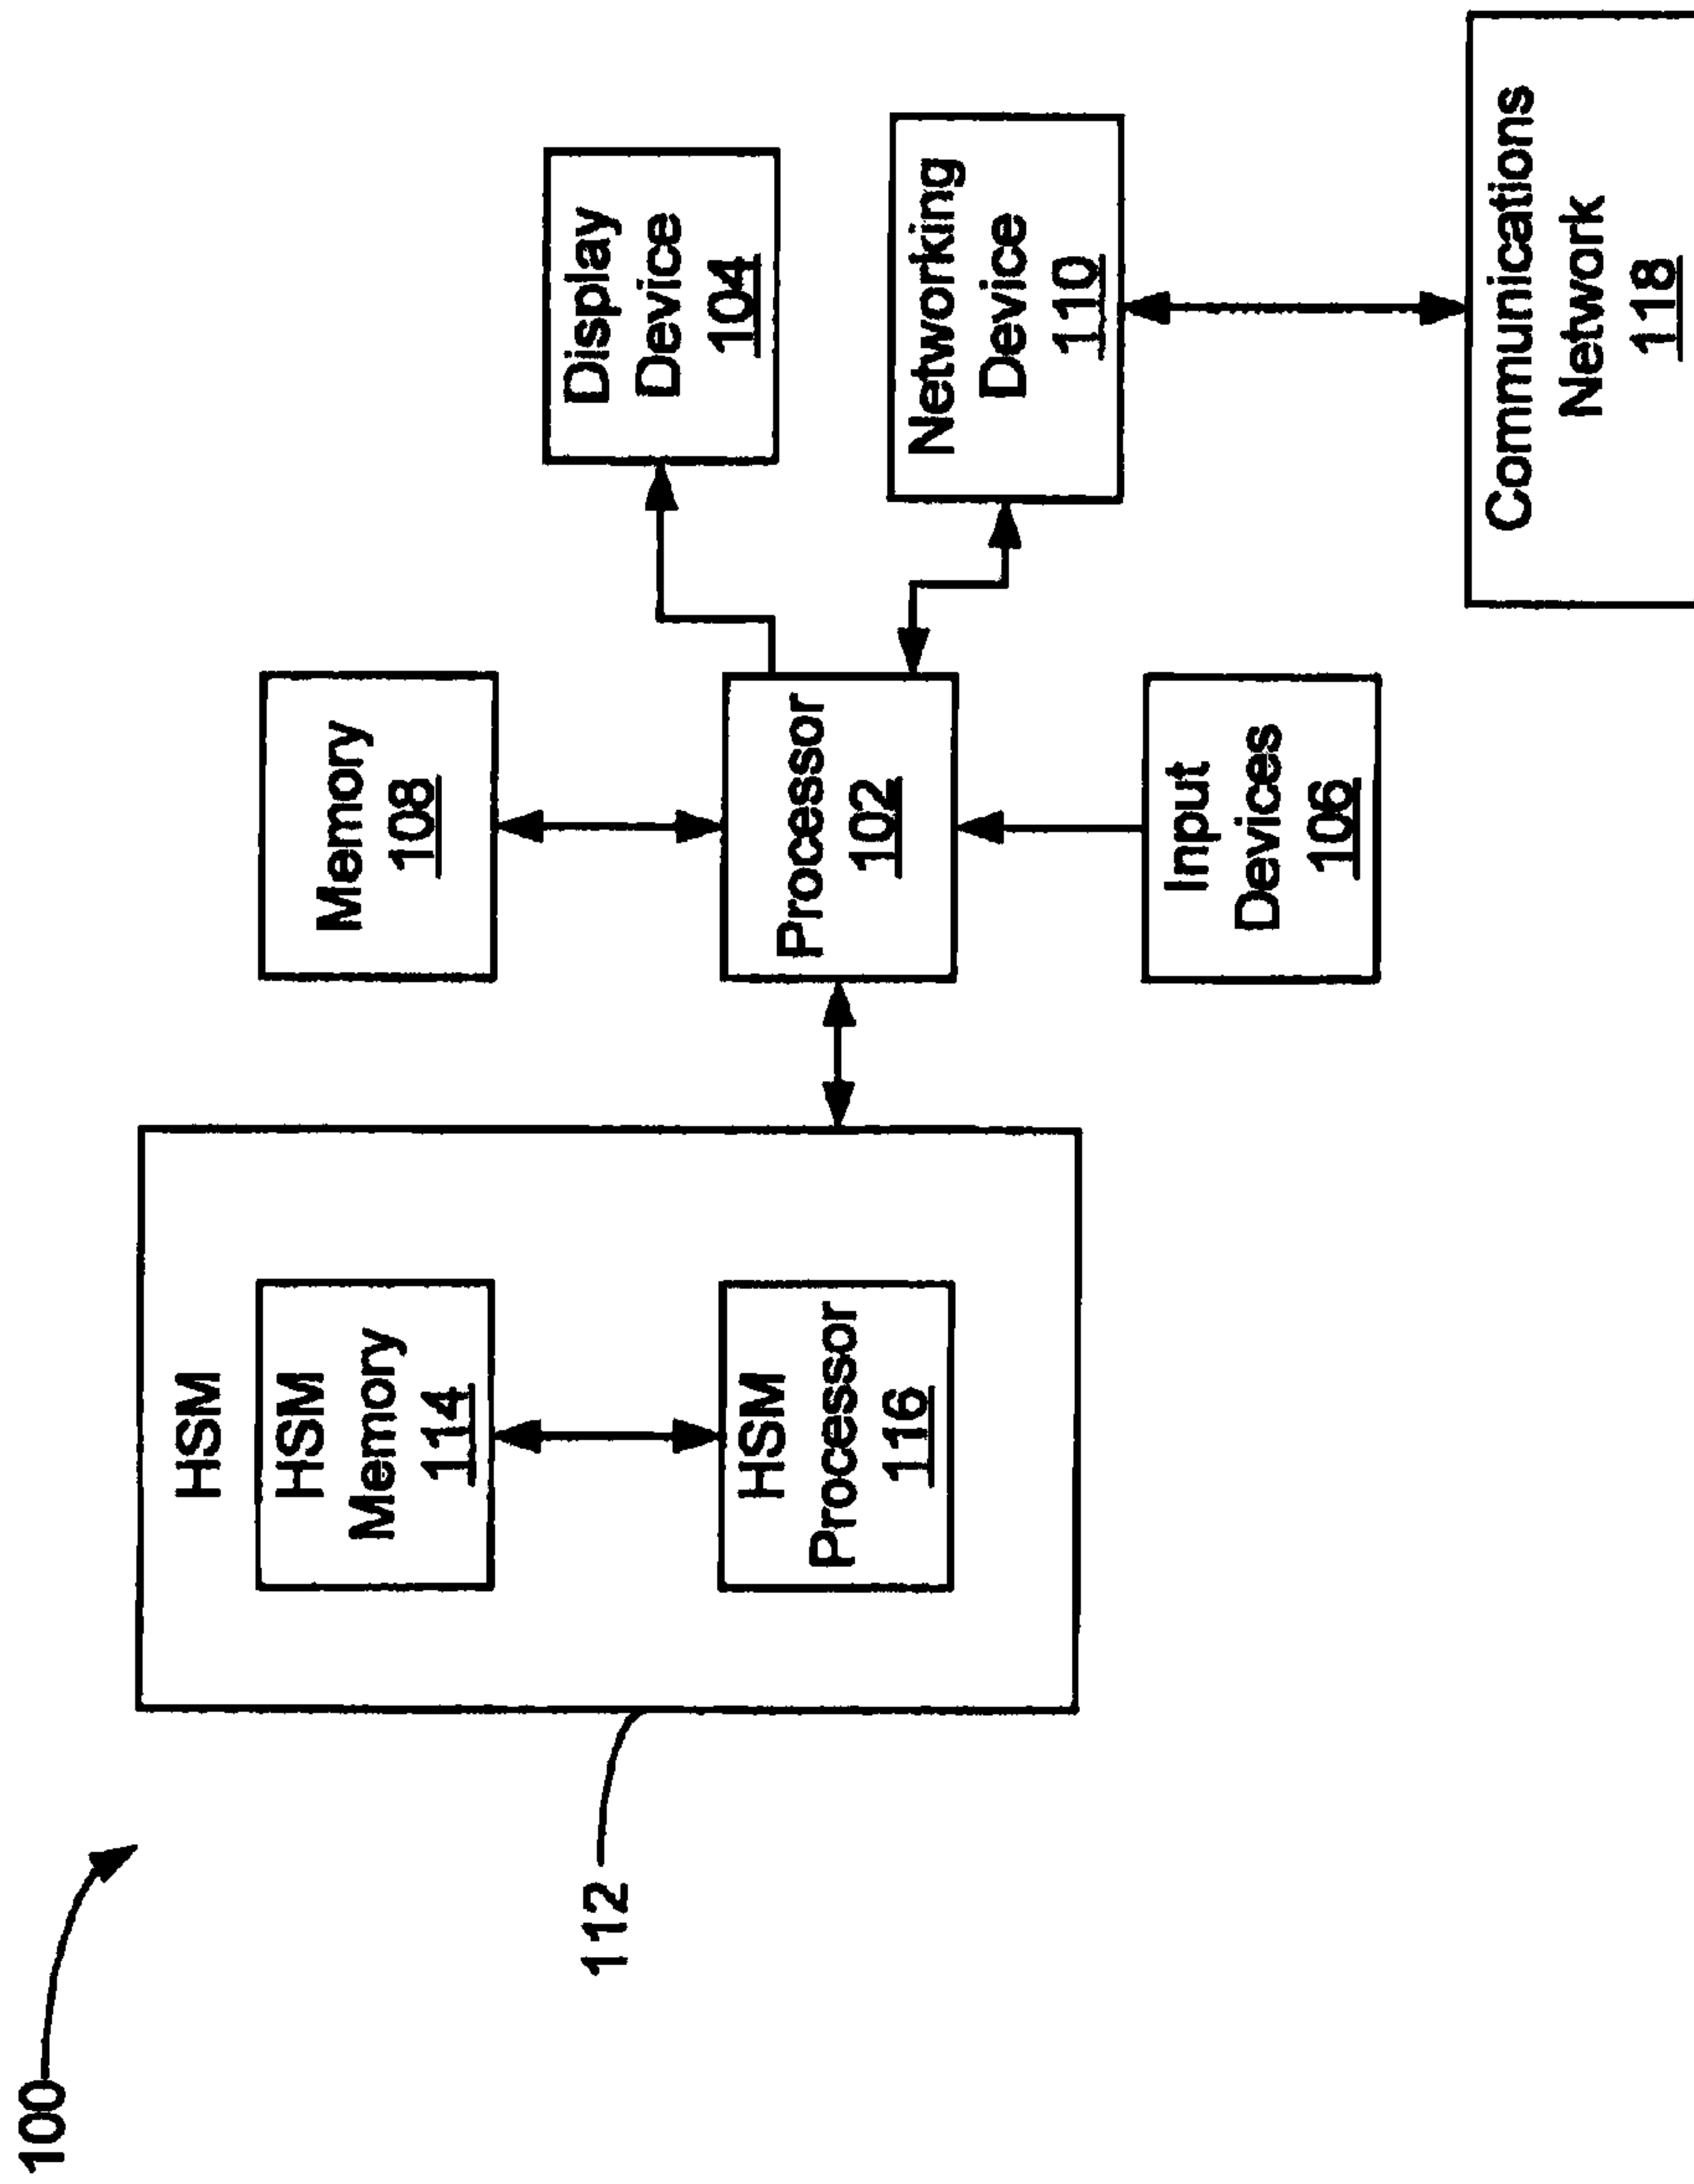 100
112
HSM
HSM
Memory
114
HSM
Processor
116
Memory
108
Processor
102
Input
Devices
106
Display
Device
104
Networking
Device
110
Communications
Network
118